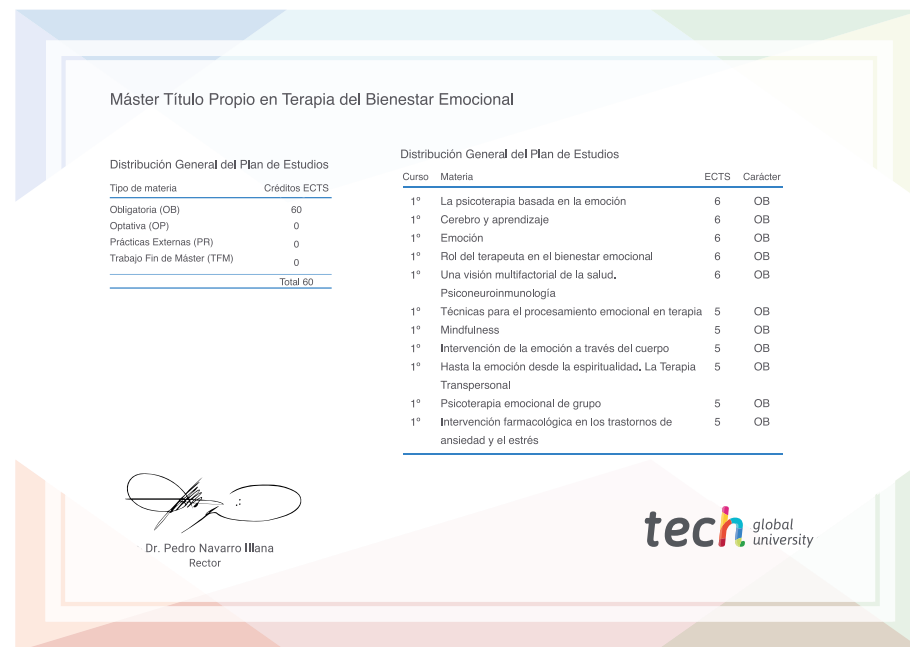 Máster Título Propio en Terapia del Bienestar Emocional
Distribución General del Plan de Estudios
Tipo de materia Créditos ECTS
Obligatoria (OB) 60
Optativa (OP) 0
Prácticas Externas (PR) 0
Trabajo Fin de Máster (TFM) 0
Total 60
Distribución General del Plan de Estudios
Curso Materia ECTS Carácter
1º La psicoterapia basada en la emoción 6 OB
1º Cerebro y aprendizaje 6 OB
1º Emoción 6 OB
1º Rol del terapeuta en el bienestar emocional 6 OB
1º Una visión multifactorial de la salud. 6 OB
Psiconeuroinmunología
1º Técnicas para el procesamiento emocional en terapia 5 OB
1º Mindfulness 5 OB
1º Intervención de la emoción a través del cuerpo 5 OB
1º Hasta la emoción desde la espiritualidad. La Terapia 5 OB
Transpersonal
1º Psicoterapia emocional de grupo 5 OB
1º Intervención farmacológica en los trastornos de 5 OB
ansiedad y el estrés
Dr. Pedro Navarro Illana
Rector
tech global
university